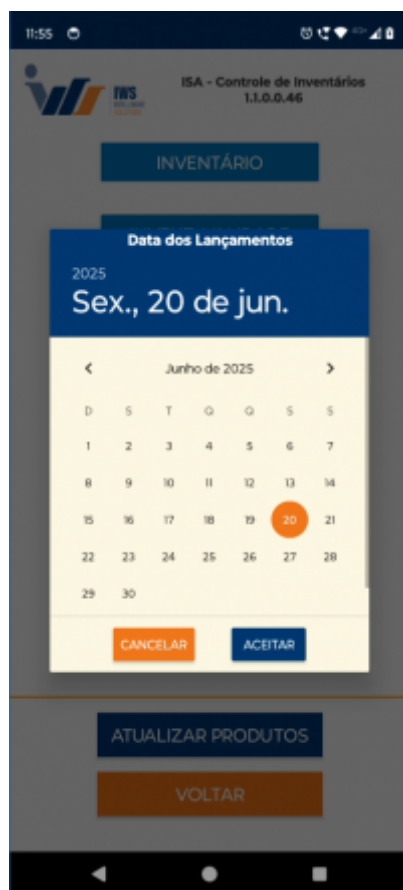 11:55
ISA - Controle de Inventários
1.1.0.0.46
IWS
INVENTÁRIO
Data dos Lançamentos
2025
Sex., 20 de jun.
Junho de 2025
D S T Q Q S S
1 2 3 4 5 6 7
8 9 10 11 12 13 14
15 16 17 18 19 20 21
22 23 24 25 26 27 28
29 30
CANCELAR ACEITAR
ATUALIZAR PRODUTOS
VOLTAR